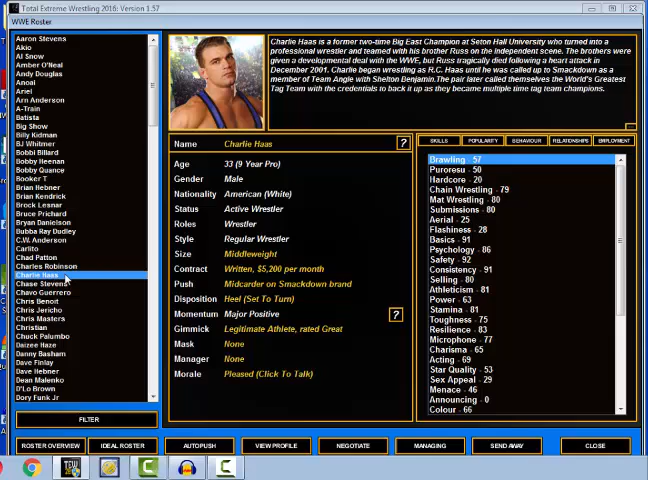 Total Extreme Wrestling 2016: Version 1.57
WWE Roster
Aaron Stevens
Akio
Al Snow
Amber O'Neal
Andy Douglas
Anoai
Ariel
Arn Anderson
A-Train
Batista
Big Show
Billy Kidman
BJ Whitmer
Bobbi Billard
Bobby Heenan
Bobby Quance
Booker T
Brian Hebner
Brian Kendrick
Brock Lesnar
Bruce Prichard
Bryan Danielson
Bubba Ray Dudley
C.W. Anderson
Carlito
Chad Patton
Charles Robinson
Charlie Haas
Chase Stevens
Chavo Guerrero
Chris Benoit
Chris Jericho
Chris Masters
Christian
Chuck Palumbo
Daizee Haze
Danny Basham
Dave Finlay
Dave Hebner
Dean Malenko
D'Lo Brown
Dory Funk Jr
FILTER
Charlie Haas is a former two-time Big East Champion at Seton Hall University who turned into a
professional wrestler and teamed with his brother Russ on the independent scene. The brothers were
given a developmental deal with the WWE, but Russ tragically died following a heart attack in
December 2001. Charlie began wrestling as R.C. Haas until he was called up to Smackdown as a
member of Team Angle with Shelton Benjamin.The pair later called themselves the World's Greatest
Tag Team with the credentials to back it up as they became multiple time tag team champions.
Name Charlie Haas ?
Age 33 (9 Year Pro)
Gender Male
Nationality American (White)
Status Active Wrestler
Roles Wrestler
Style Regular Wrestler
Size Middleweight
Contract Written, $5,200 per month
Push Midcarder on Smackdown brand
Disposition Heel (Set To Turn)
Momentum Major Positive ?
Gimmick Legitimate Athlete, rated Great
Mask None
Manager None
Morale Pleased (Click To Talk)
SKILLS POPULARITY BEHAVIOUR RELATIONSHIPS EMPLOYMENT
Brawling - 57
Puroresu - 50
Hardcore - 20
Chain Wrestling - 79
Mat Wrestling - 80
Submissions - 80
Aerial - 25
Flashiness - 28
Basics - 91
Psychology - 86
Safety - 92
Consistency - 91
Selling - 80
Athleticism - 81
Power - 63
Stamina - 81
Toughness - 75
Resilience - 83
Microphone - 77
Charisma - 65
Acting - 69
Star Quality - 53
Sex Appeal - 29
Menace - 46
Announcing - 0
Colour - 66
ROSTER OVERVIEW IDEAL ROSTER AUTOPUSH VIEW PROFILE NEGOTIATE MANAGING SEND AWAY CLOSE